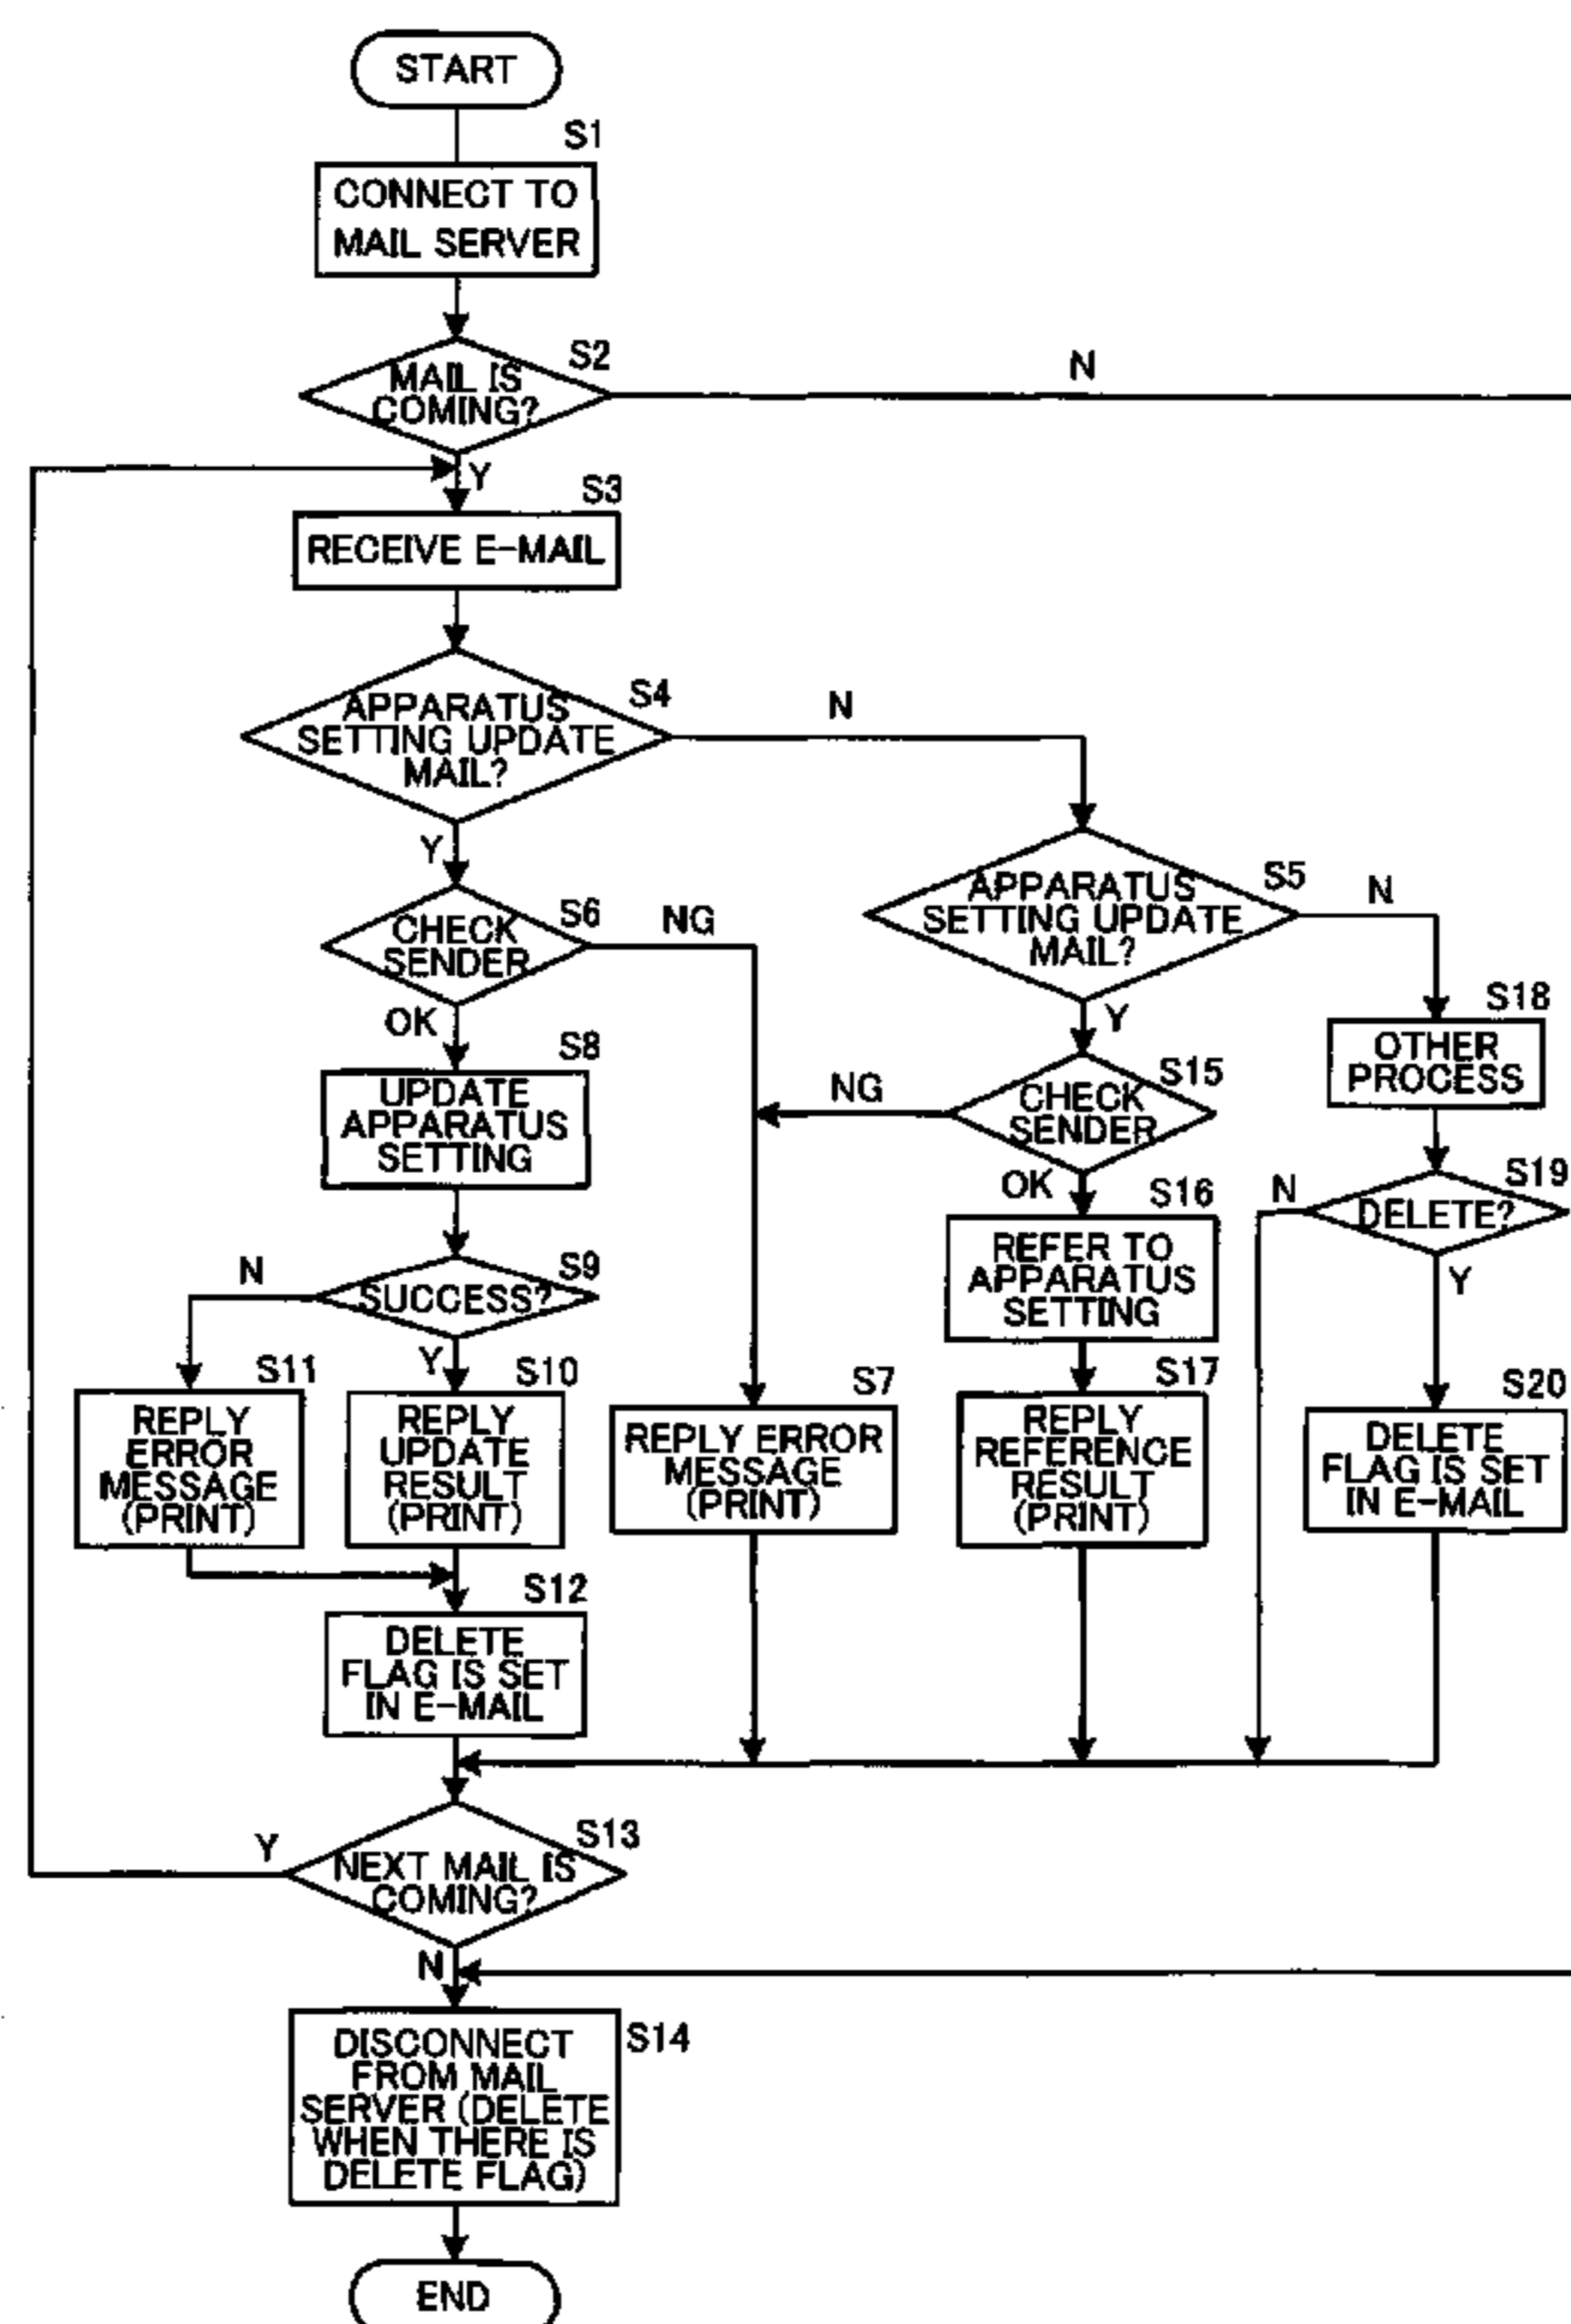 START
S1
CONNECT TO
MAIL SERVER
S2
MAIL IS
COMING?
N
Y
S3
RECEIVE E-MAIL
S4
APPARATUS
SETTING UPDATE
MAIL?
N
Y
S5
APPARATUS
SETTING UPDATE
MAIL?
N
Y
S6
CHECK
SENDER
NG
OK
S18
OTHER
PROCESS
S8
UPDATE
APPARATUS
SETTING
S15
CHECK
SENDER
NG
OK
S19
DELETE?
N
Y
S16
REFER TO
APPARATUS
SETTING
S9
SUCCESS?
N
Y
S11
REPLY
ERROR
MESSAGE
(PRINT)
S10
REPLY
UPDATE
RESULT
(PRINT)
S7
REPLY ERROR
MESSAGE
(PRINT)
S17
REPLY
REFERENCE
RESULT
(PRINT)
S20
DELETE
FLAG IS SET
IN E-MAIL
S12
DELETE
FLAG IS SET
IN E-MAIL
S13
NEXT MAIL IS
COMING?
Y
N
S14
DISCONNECT
FROM MAIL
SERVER (DELETE
WHEN THERE IS
DELETE FLAG)
END